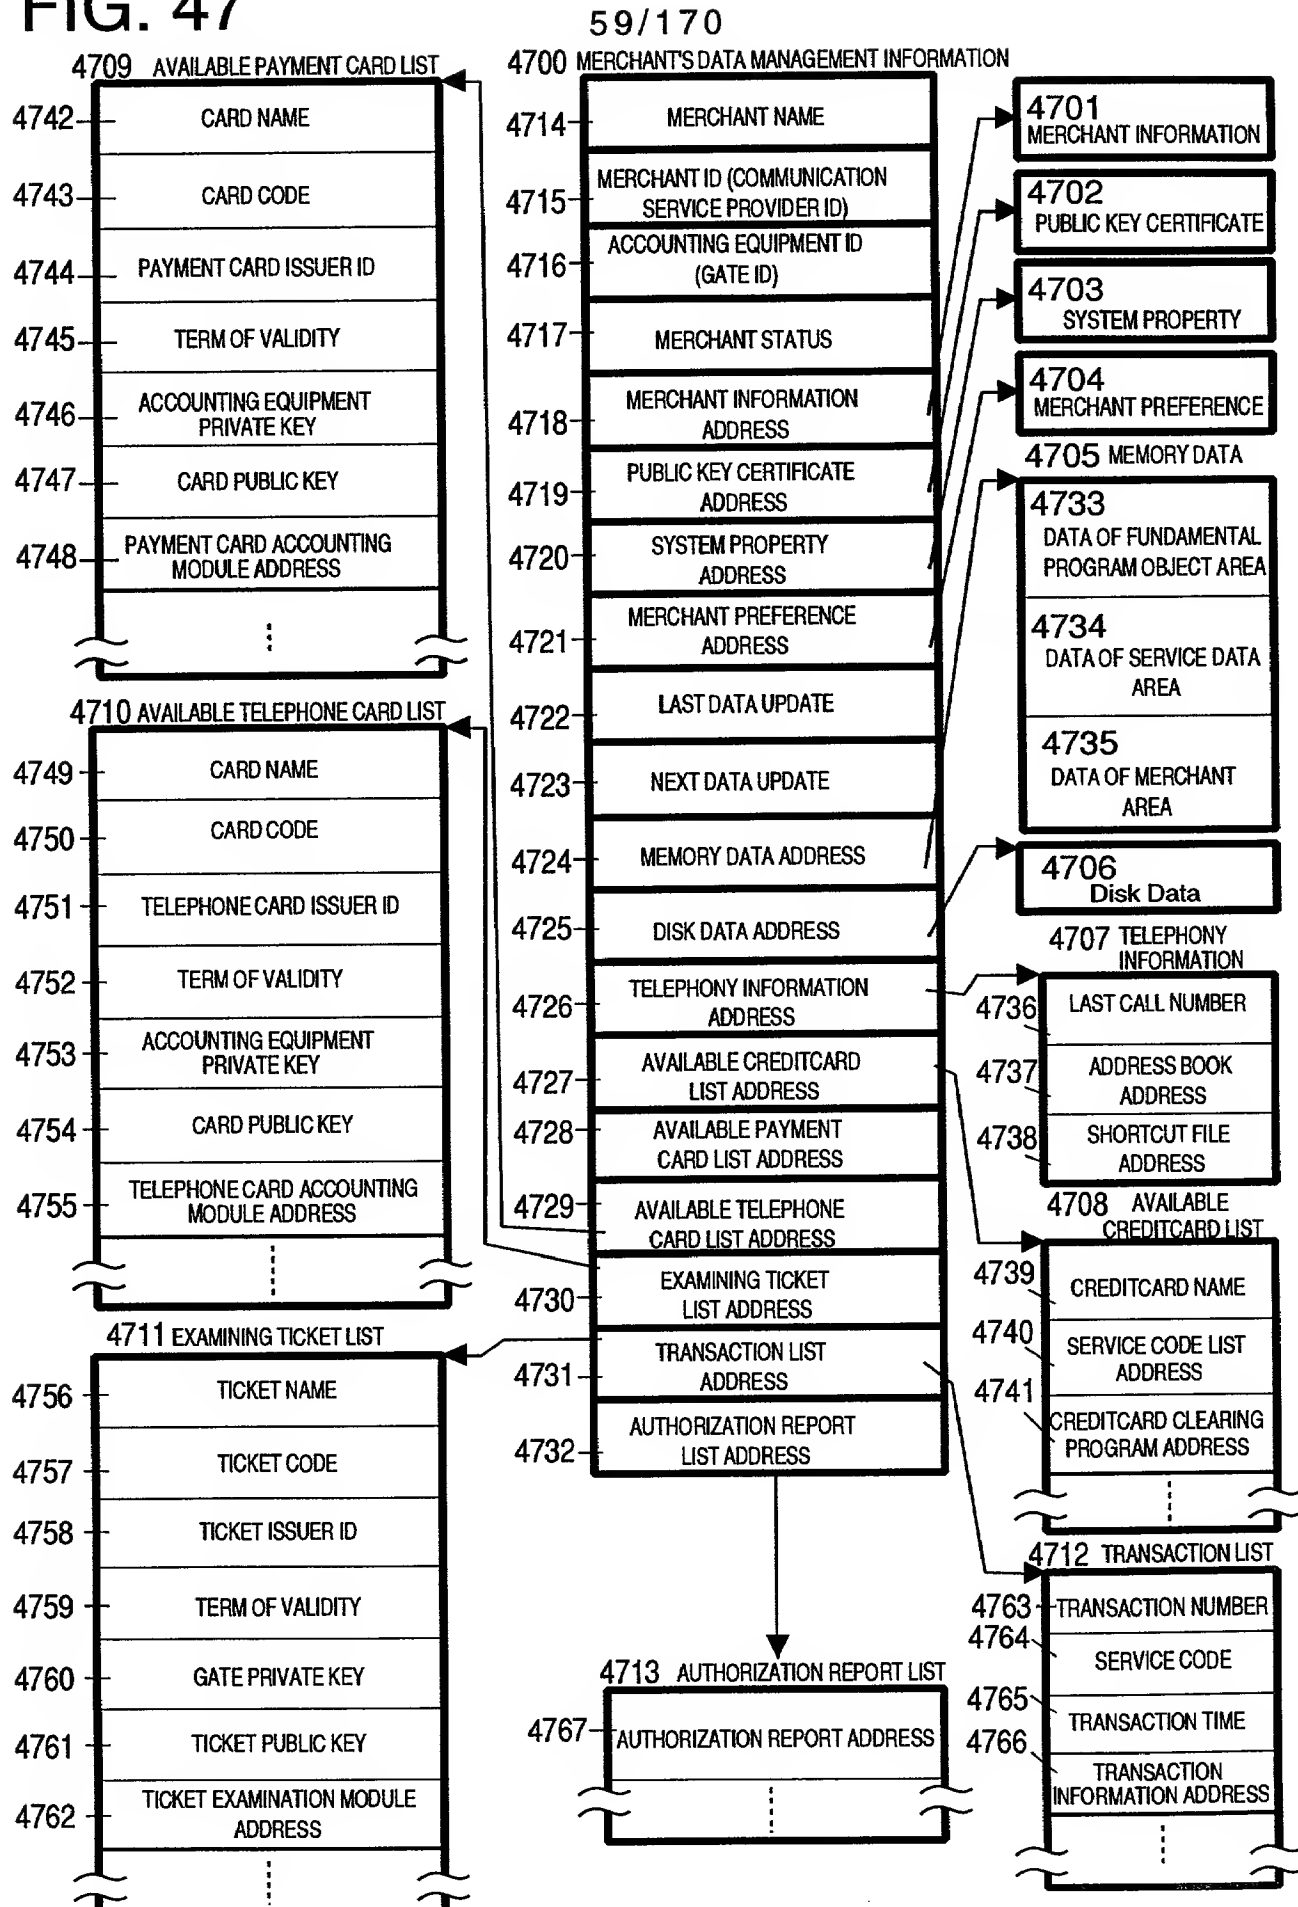 FIG. 47
59/170
4709 AVAILABLE PAYMENT CARD LIST
4742 CARD NAME
4743 CARD CODE
4744 PAYMENT CARD ISSUER ID
4745 TERM OF VALIDITY
4746 ACCOUNTING EQUIPMENT
PRIVATE KEY
4747 CARD PUBLIC KEY
4748 PAYMENT CARD ACCOUNTING
MODULE ADDRESS
4710 AVAILABLE TELEPHONE CARD LIST
4749 CARD NAME
4750 CARD CODE
4751 TELEPHONE CARD ISSUER ID
4752 TERM OF VALIDITY
4753 ACCOUNTING EQUIPMENT
PRIVATE KEY
4754 CARD PUBLIC KEY
4755 TELEPHONE CARD ACCOUNTING
MODULE ADDRESS
4711 EXAMINING TICKET LIST
4756 TICKET NAME
4757 TICKET CODE
4758 TICKET ISSUER ID
4759 TERM OF VALIDITY
4760 GATE PRIVATE KEY
4761 TICKET PUBLIC KEY
4762 TICKET EXAMINATION MODULE
ADDRESS
4700 MERCHANT'S DATA MANAGEMENT INFORMATION
4714 MERCHANT NAME
4715 MERCHANT ID (COMMUNICATION
SERVICE PROVIDER ID)
4716 ACCOUNTING EQUIPMENT ID
(GATE ID)
4717 MERCHANT STATUS
4718 MERCHANT INFORMATION
ADDRESS
4719 PUBLIC KEY CERTIFICATE
ADDRESS
4720 SYSTEM PROPERTY
ADDRESS
4721 MERCHANT PREFERENCE
ADDRESS
4722 LAST DATA UPDATE
4723 NEXT DATA UPDATE
4724 MEMORY DATA ADDRESS
4725 DISK DATA ADDRESS
4726 TELEPHONY INFORMATION
ADDRESS
4727 AVAILABLE CREDITCARD
LIST ADDRESS
4728 AVAILABLE PAYMENT
CARD LIST ADDRESS
4729 AVAILABLE TELEPHONE
CARD LIST ADDRESS
4730 EXAMINING TICKET
LIST ADDRESS
4731 TRANSACTION LIST
ADDRESS
4732 AUTHORIZATION REPORT
LIST ADDRESS
4713 AUTHORIZATION REPORT LIST
4767 AUTHORIZATION REPORT ADDRESS
4701
MERCHANT INFORMATION
4702
PUBLIC KEY CERTIFICATE
4703
SYSTEM PROPERTY
4704
MERCHANT PREFERENCE
4705 MEMORY DATA
4733
DATA OF FUNDAMENTAL
PROGRAM OBJECT AREA
4734
DATA OF SERVICE DATA
AREA
4735
DATA OF MERCHANT
AREA
4706
Disk Data
4707 TELEPHONY
INFORMATION
4736 LAST CALL NUMBER
4737 ADDRESS BOOK
ADDRESS
4738 SHORTCUT FILE
ADDRESS
4708 AVAILABLE
CREDITCARD LIST
4739 CREDITCARD NAME
4740 SERVICE CODE LIST
ADDRESS
4741 CREDITCARD CLEARING
PROGRAM ADDRESS
4712 TRANSACTION LIST
4763 TRANSACTION NUMBER
4764 SERVICE CODE
4765 TRANSACTION TIME
4766 TRANSACTION
INFORMATION ADDRESS